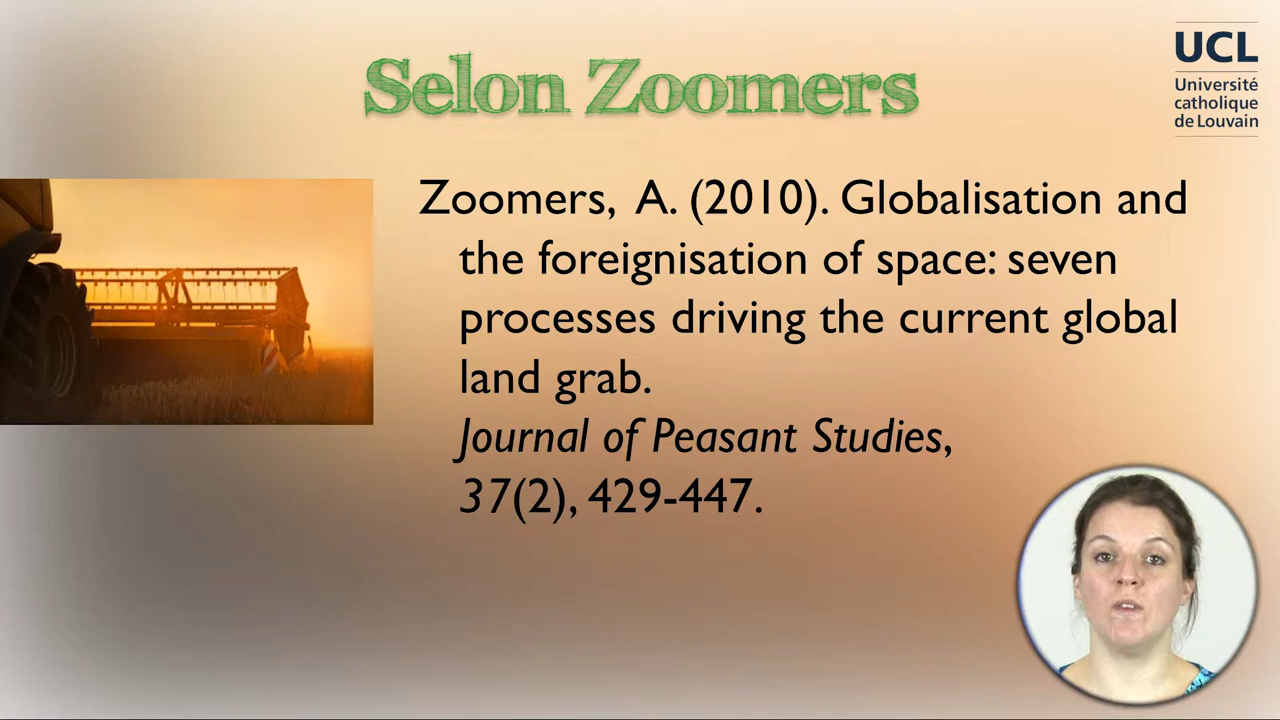 Selon Zoomers
UCL
Université
catholique
de Louvain
Zoomers, A. (2010). Globalisation and
the foreignisation of space: seven
processes driving the current global
land grab.
Journal of Peasant Studies,
37(2), 429-447.